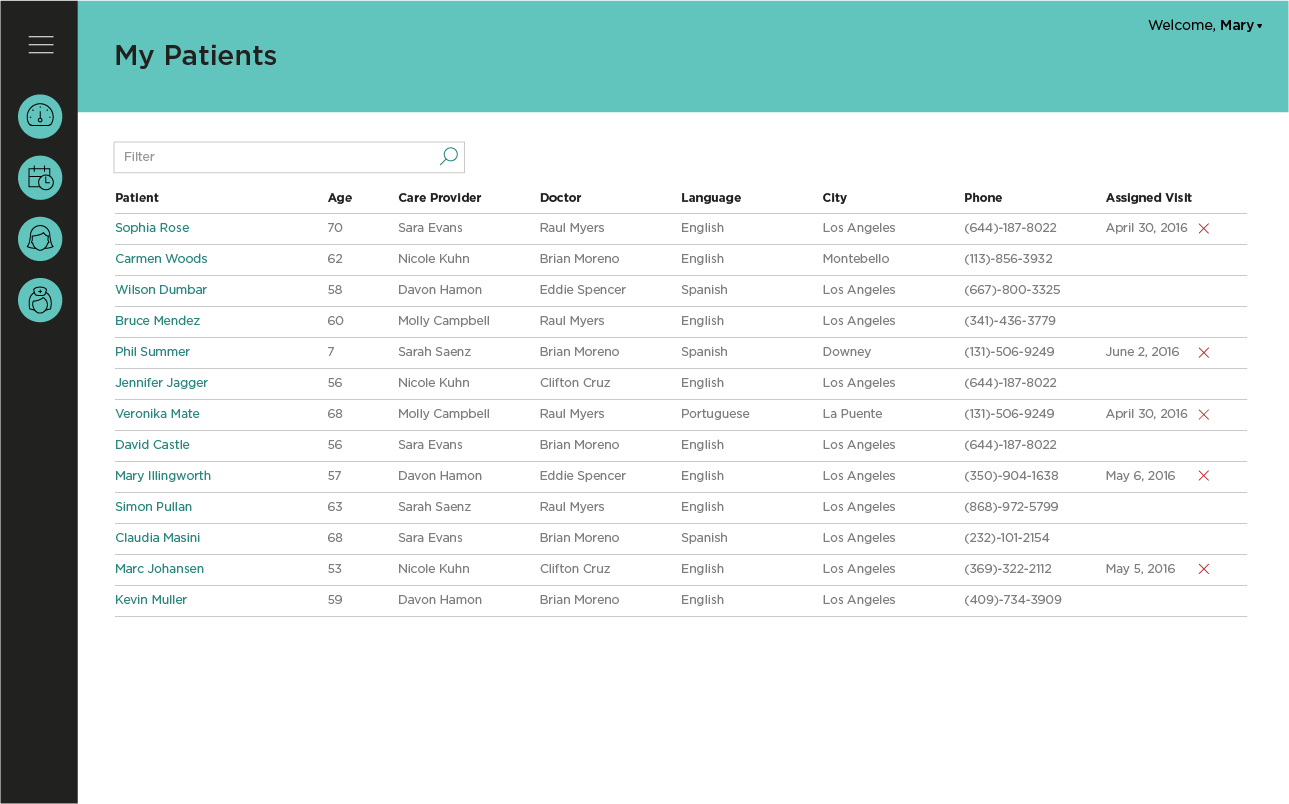 Welcome, Mary
My Patients
Filter
Patient Age Care Provider Doctor Language City Phone Assigned Visit
Sophia Rose 70 Sara Evans Raul Myers English Los Angeles (644)-187-8022 April 30, 2016
Carmen Woods 62 Nicole Kuhn Brian Moreno English Montebello (113)-856-3932
Wilson Dumbar 58 Davon Hamon Eddie Spencer Spanish Los Angeles (667)-800-3325
Bruce Mendez 60 Molly Campbell Raul Myers English Los Angeles (341)-436-3779
Phil Summer 7 Sarah Saenz Brian Moreno Spanish Downey (131)-506-9249 June 2, 2016
Jennifer Jagger 56 Nicole Kuhn Clifton Cruz English Los Angeles (644)-187-8022
Veronika Mate 68 Molly Campbell Raul Myers Portuguese La Puente (131)-506-9249 April 30, 2016
David Castle 56 Sara Evans Brian Moreno English Los Angeles (644)-187-8022
Mary Illingworth 57 Davon Hamon Eddie Spencer English Los Angeles (350)-904-1638 May 6, 2016
Simon Pullan 63 Sarah Saenz Raul Myers English Los Angeles (868)-972-5799
Claudia Masini 68 Sara Evans Brian Moreno Spanish Los Angeles (232)-101-2154
Marc Johansen 53 Nicole Kuhn Clifton Cruz English Los Angeles (369)-322-2112 May 5, 2016
Kevin Muller 59 Davon Hamon Brian Moreno English Los Angeles (409)-734-3909